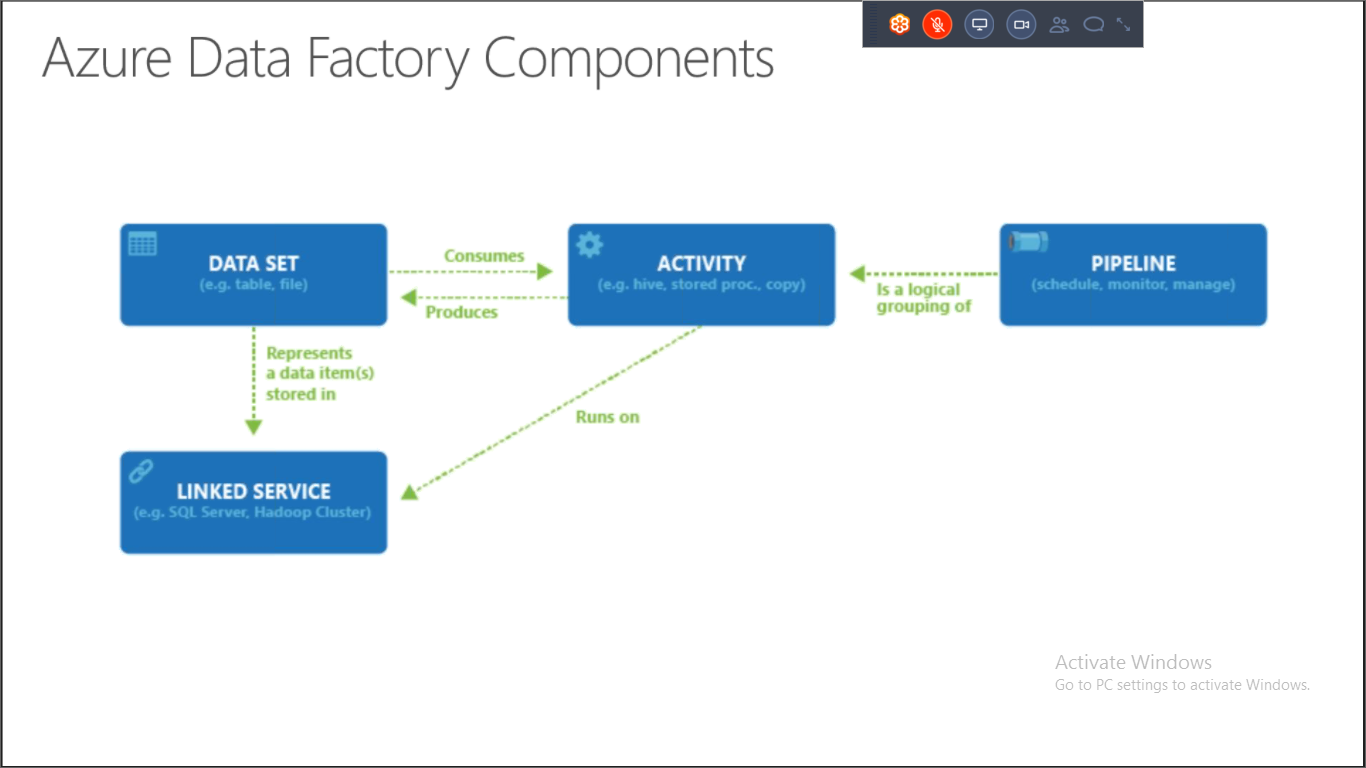 Azure Data Factory Components
DATA SET
(e.g. table, file)
Consumes
Produces
ACTIVITY
(e.g. hive, stored proc., copy)
Is a logical
grouping of
PIPELINE
(schedule, monitor, manage)
Represents
a data item(s)
stored in
Runs on
LINKED SERVICE
(e.g. SQL Server, Hadoop Cluster)
Activate Windows
Go to PC settings to activate Windows.